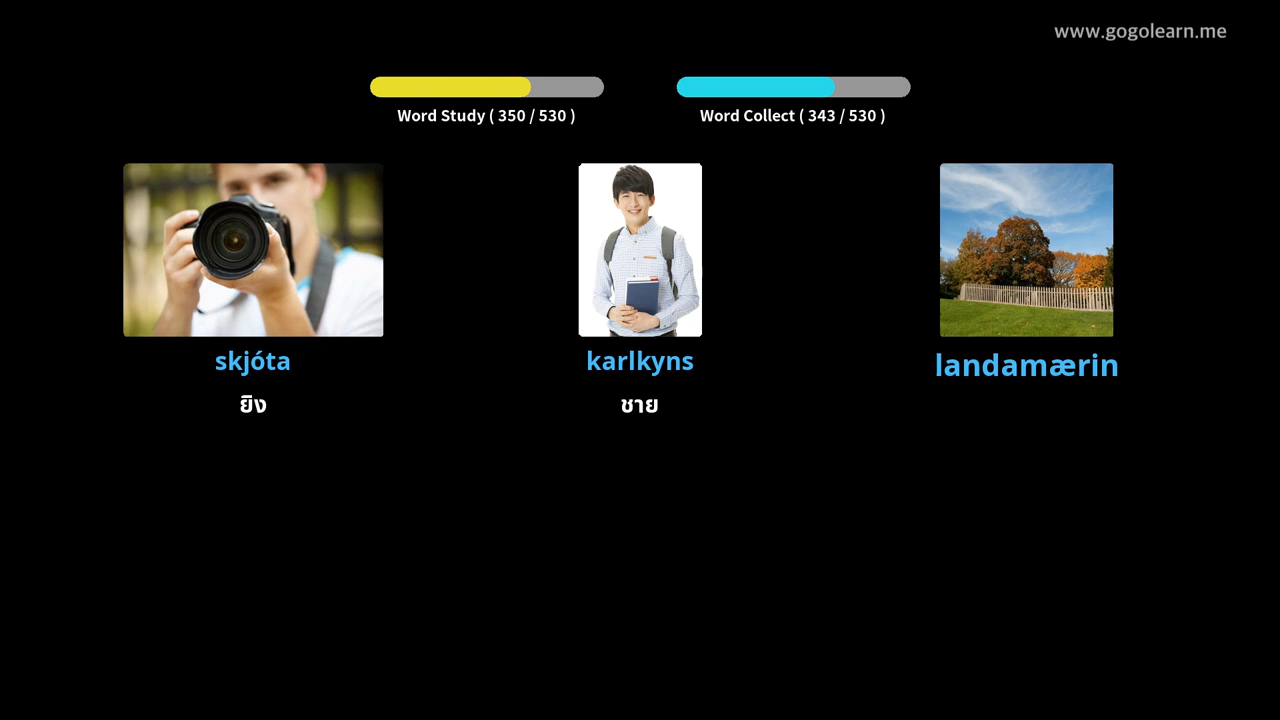 www.gogolearn.me
Word Study ( 350 / 530 )
Word Collect ( 343 / 530 )
skjóta
karlkyns
landamærin
ยิง
ชาย